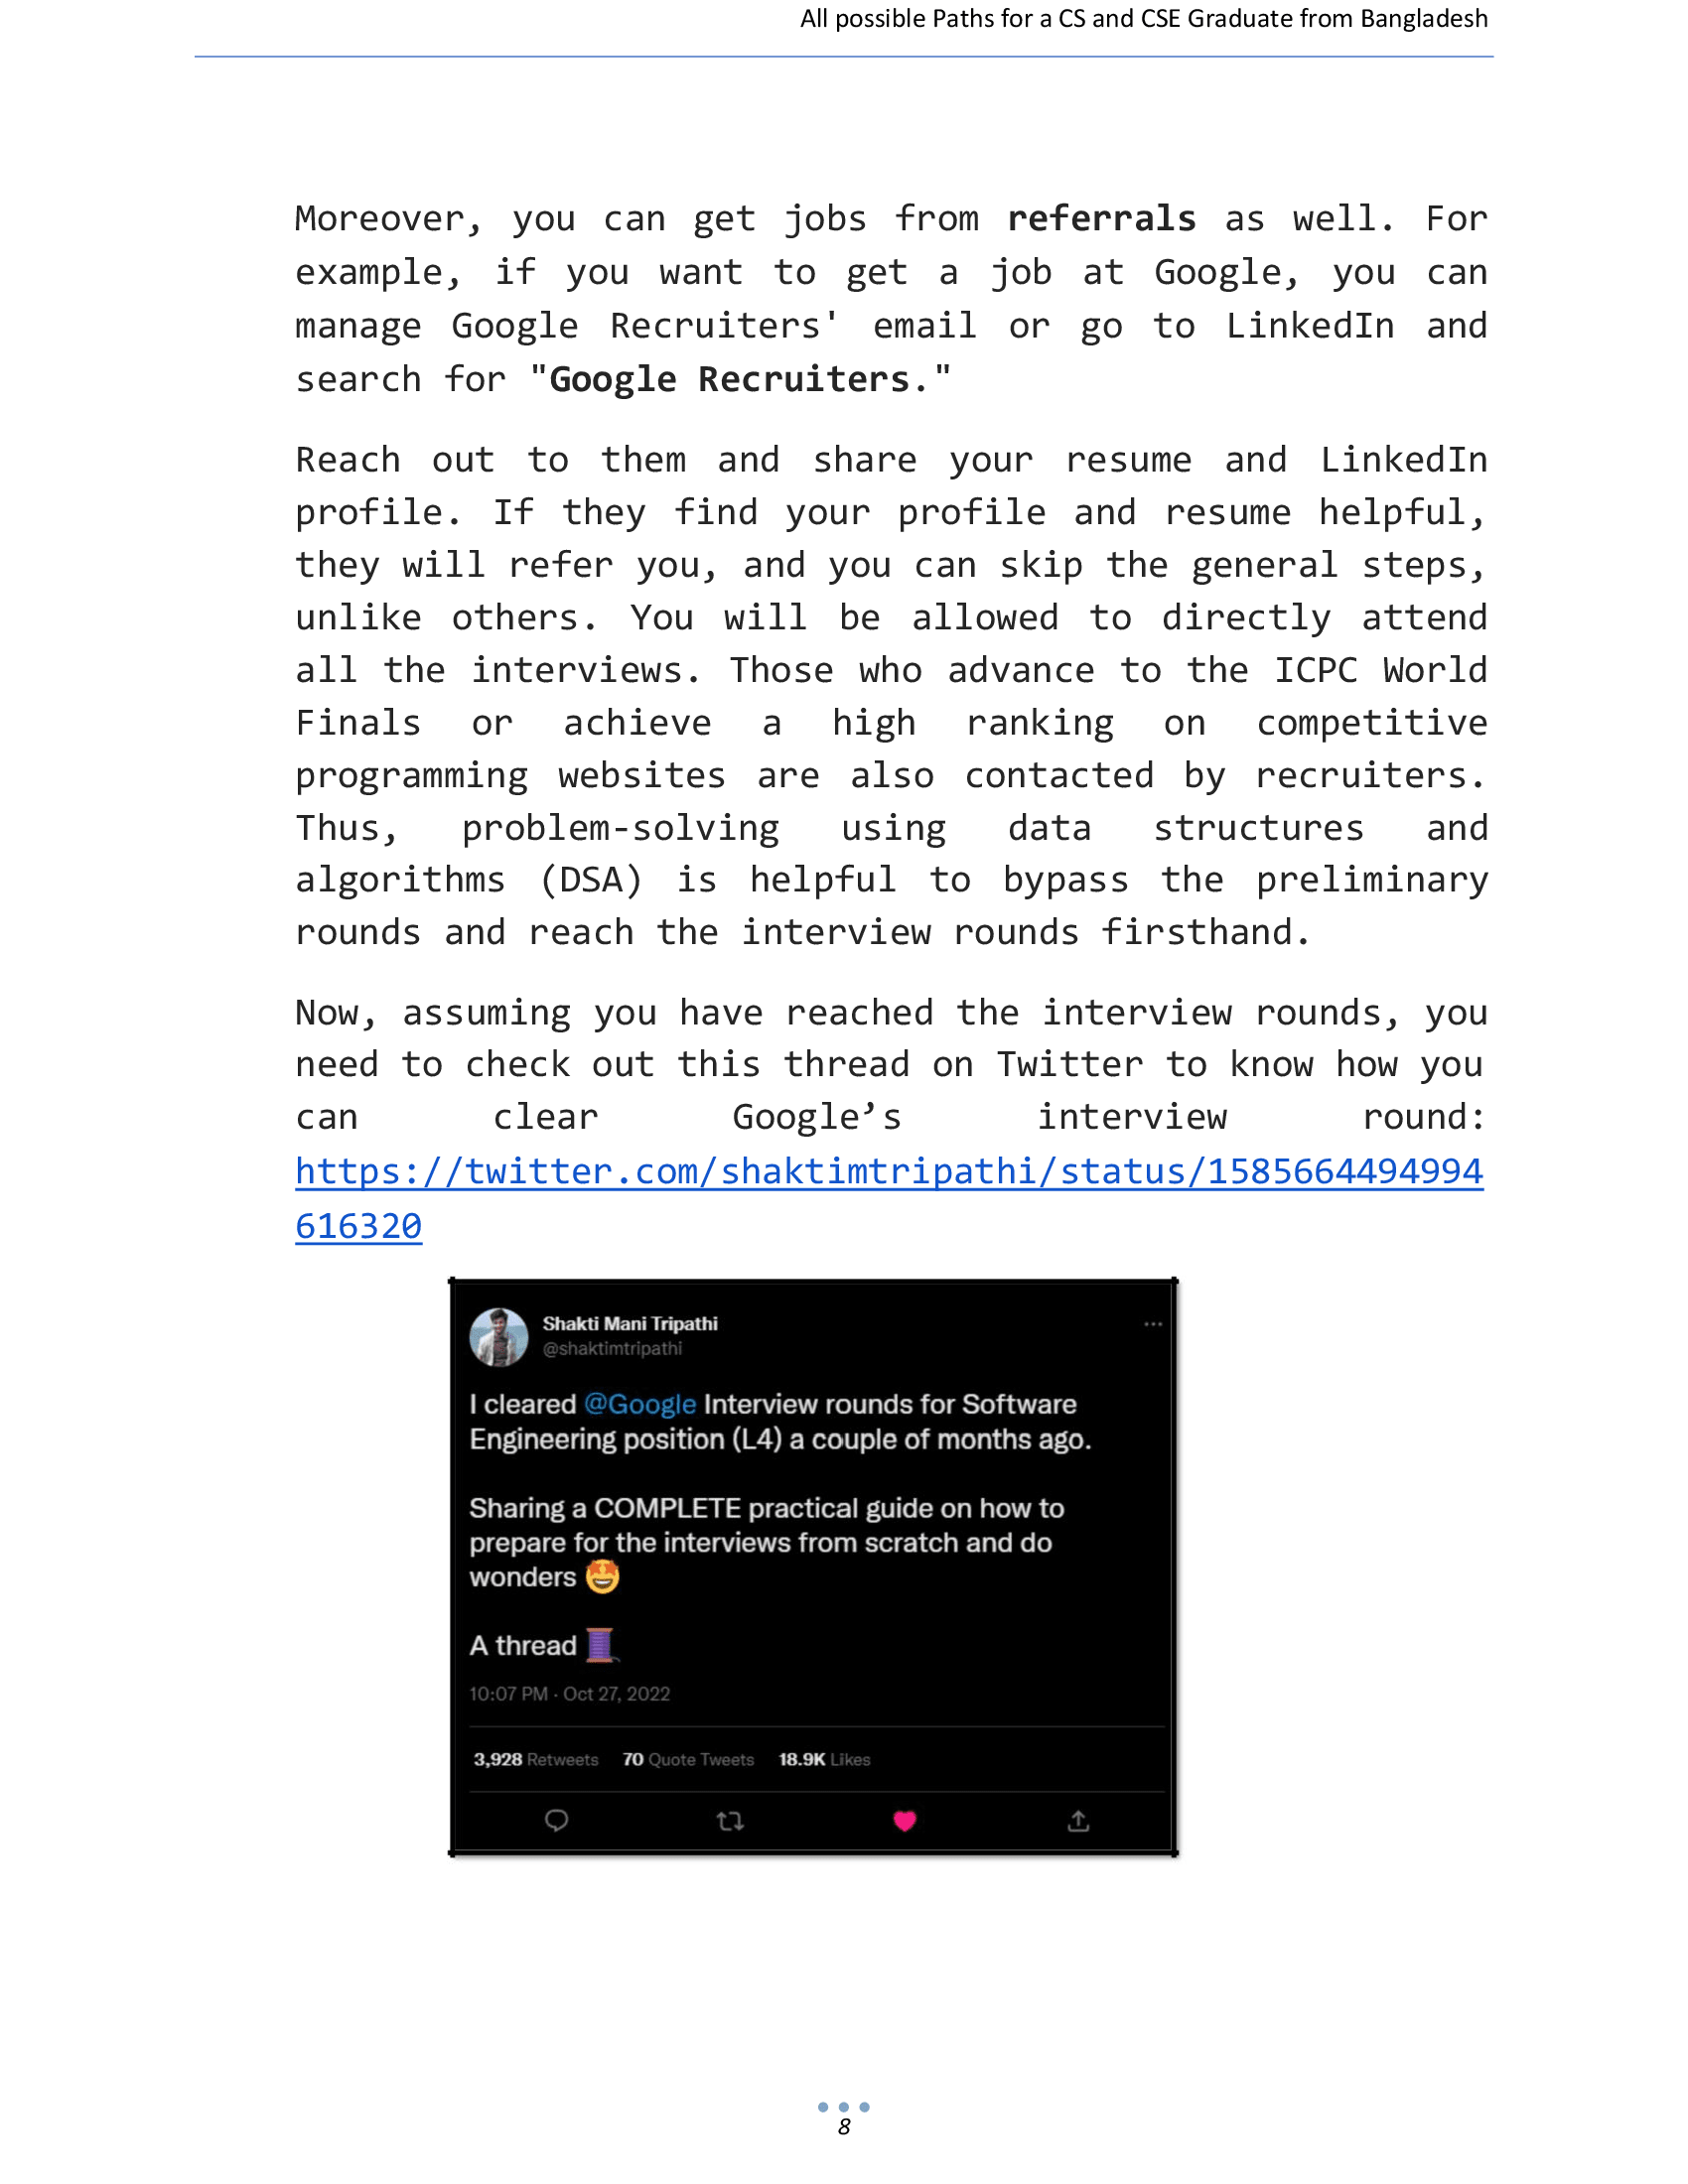 All possible Paths for a CS and CSE Graduate from Bangladesh
Moreover, you can get jobs from referrals as well. For
example, if you want to get a job at Google, you can
manage Google Recruiters' email or go to LinkedIn and
search for "Google Recruiters."
Reach out to them and share your resume and LinkedIn
profile. If they find your profile and resume helpful,
they will refer you, and you can skip the general steps,
unlike others. You will be allowed to directly attend
all the interviews. Those who advance to the ICPC World
Finals or achieve a high ranking on competitive
programming websites are also contacted by recruiters.
Thus, problem-solving using data structures and
algorithms (DSA) is helpful to bypass the preliminary
rounds and reach the interview rounds firsthand.
Now, assuming you have reached the interview rounds, you
need to check out this thread on Twitter to know how you
can clear Google’s interview round:
https://twitter.com/shaktimtripathi/status/1585664494994
616320
Shakti Mani Tripathi
@shaktimtripathi
I cleared @Google Interview rounds for Software
Engineering position (L4) a couple of months ago.
Sharing a COMPLETE practical guide on how to
prepare for the interviews from scratch and do
wonders 🤩
A thread 🧵
10:07 PM · Oct 27, 2022
3,928 Retweets 70 Quote Tweets 18.9K Likes
8